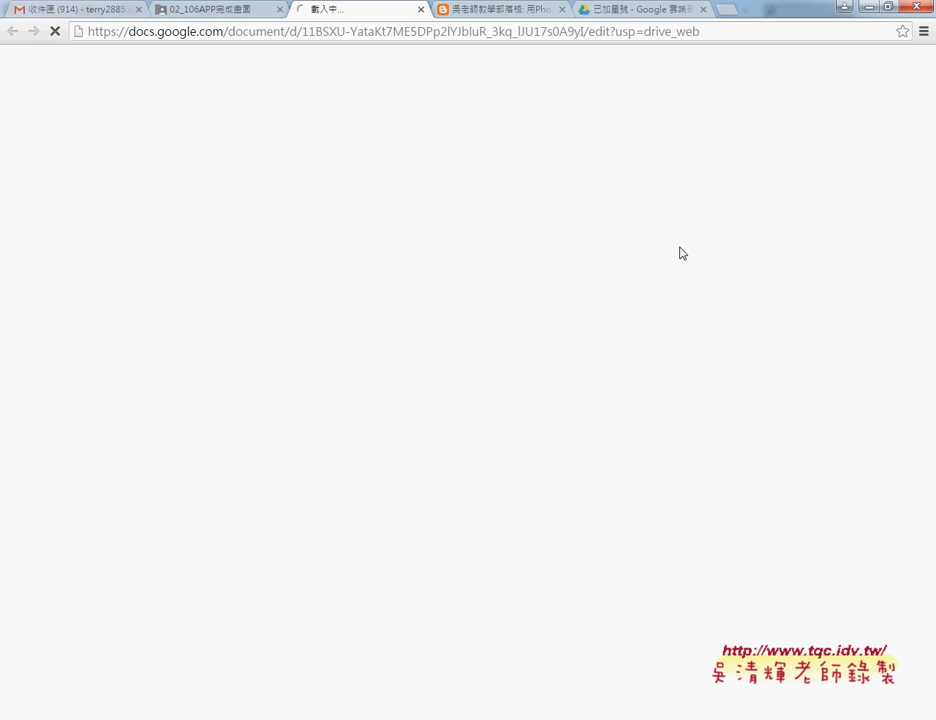 收件匣 (914) - terry288
02_106APP完成畫面
載入中...
吳老師教學部落格: 用Pho
已加星號 - Google 雲端硬
https://docs.google.com/document/d/11BSXU-YataKt7ME5DPp2lYJbluR_3kq_lJU17s0A9yI/edit?usp=drive_web
http://www.tqc.idv.tw/
吳清輝老師錄製